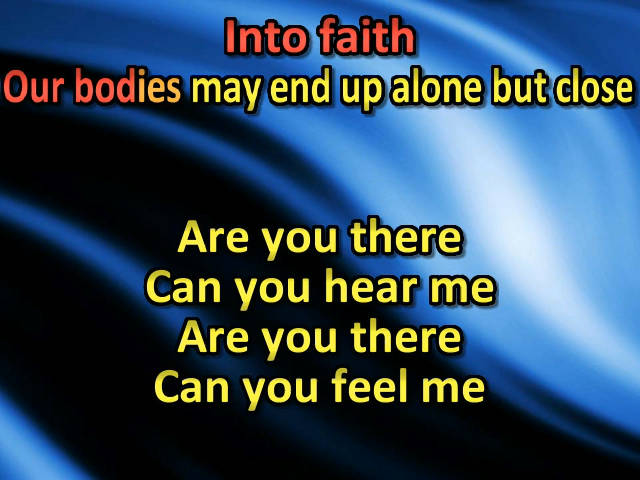 Into faith
Our bodies may end up alone but close
Are you there
Can you hear me
Are you there
Can you feel me